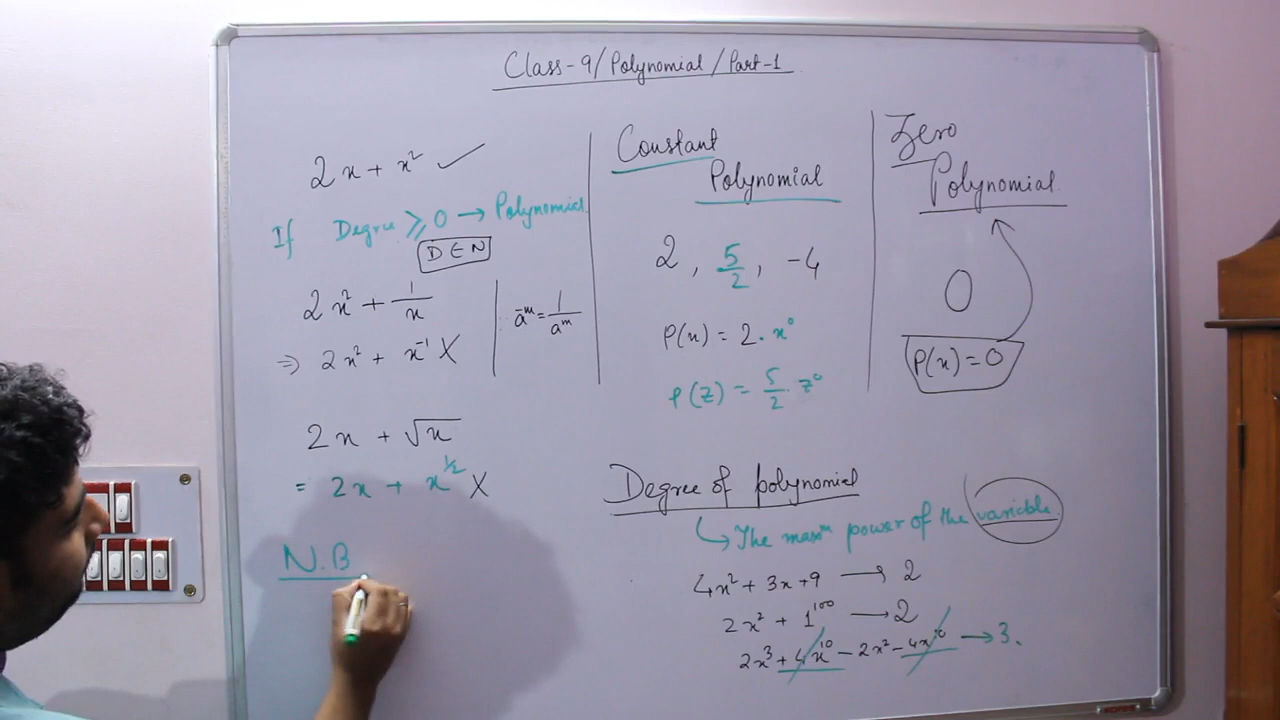 Class-9/Polynomial/Part-1
2x + x² ✓
If Degree ≥ 0 → Polynomial
D ∈ N
2x² + 1/x
⇒ 2x² + x⁻¹ X
a⁻ᵐ = 1/aᵐ
2x + √x
= 2x + x^1/2 X
N.B
Constant
Polynomial
2, 5/2, -4
P(x) = 2 . x⁰
P(z) = 5/2 . z⁰
Zero
Polynomial
0
P(x) = 0
Degree of polynomial
↳ The maxᵐ power of the variable.
4x² + 3x + 9 → 2
2x² + 1¹⁰⁰ → 2
2x³ + 4x¹⁰ - 2x² - 4x¹⁰ → 3.